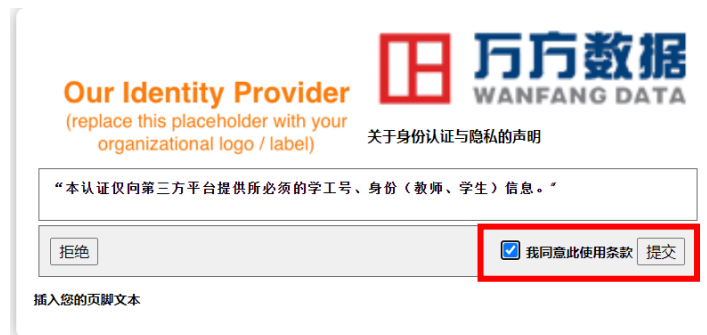 Our Identity Provider
(replace this placeholder with your
organizational logo / label)
万方数据
WANFANG DATA
关于身份认证与隐私的声明
“本认证仅向第三方平台提供所必须的学工号、身份（教师、学生）信息。”
拒绝
我同意此使用条款 提交
插入您的页脚文本